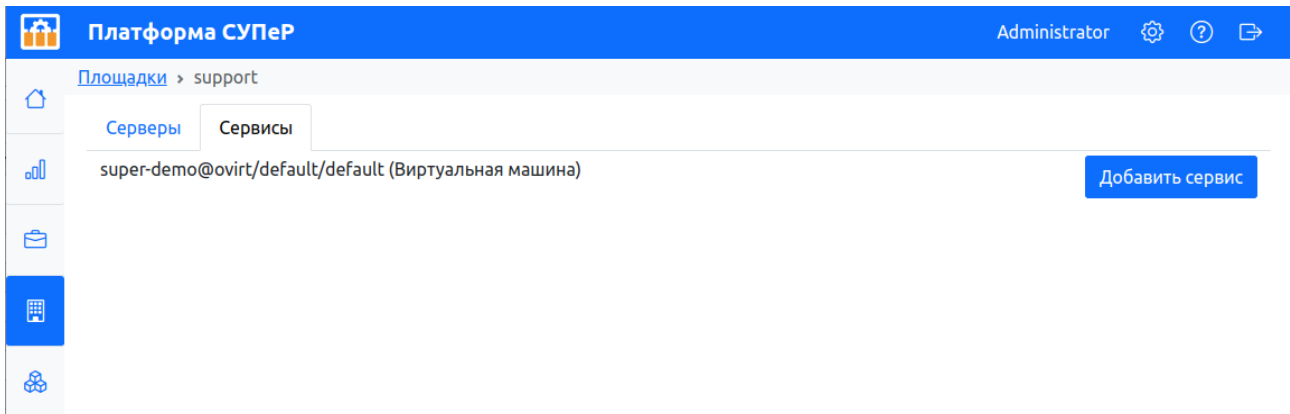 Платформа СУПеР Administrator
Площадки › support
Серверы Сервисы
super-demo@ovirt/default/default (Виртуальная машина) Добавить сервис